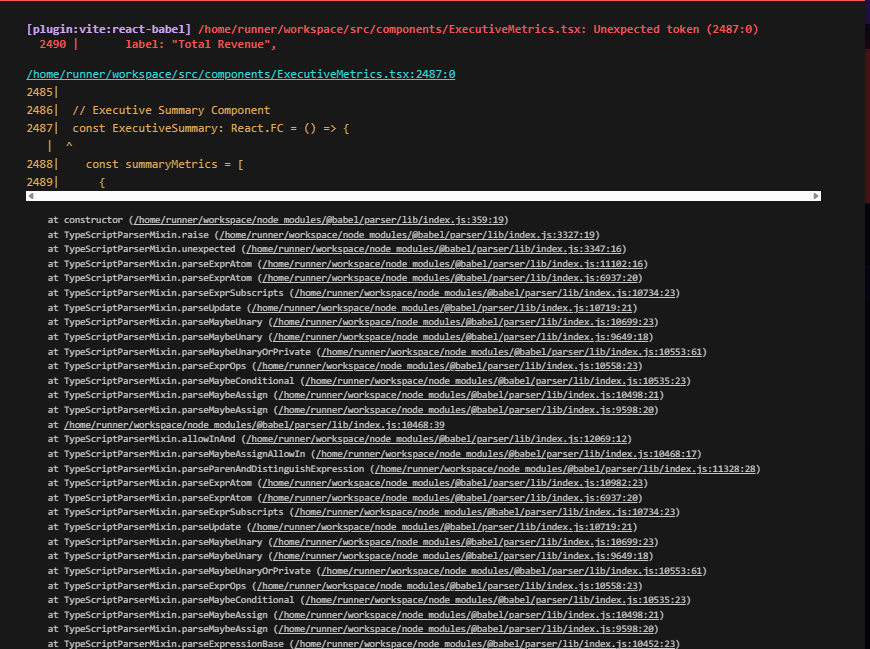 [plugin:vite:react-babel] /home/runner/workspace/src/components/ExecutiveMetrics.tsx: Unexpected token (2487:0)
2490 |       label: "Total Revenue",
/home/runner/workspace/src/components/ExecutiveMetrics.tsx:2487:0
2485|
2486|  // Executive Summary Component
2487|  const ExecutiveSummary: React.FC = () => {
   |  ^
2488|    const summaryMetrics = [
2489|      {
at constructor (/home/runner/workspace/node_modules/@babel/parser/lib/index.js:359:19)
at TypeScriptParserMixin.raise (/home/runner/workspace/node_modules/@babel/parser/lib/index.js:3327:19)
at TypeScriptParserMixin.unexpected (/home/runner/workspace/node_modules/@babel/parser/lib/index.js:3347:16)
at TypeScriptParserMixin.parseExprAtom (/home/runner/workspace/node_modules/@babel/parser/lib/index.js:11102:16)
at TypeScriptParserMixin.parseExprAtom (/home/runner/workspace/node_modules/@babel/parser/lib/index.js:6937:20)
at TypeScriptParserMixin.parseExprSubscripts (/home/runner/workspace/node_modules/@babel/parser/lib/index.js:10734:23)
at TypeScriptParserMixin.parseUpdate (/home/runner/workspace/node_modules/@babel/parser/lib/index.js:10719:21)
at TypeScriptParserMixin.parseMaybeUnary (/home/runner/workspace/node_modules/@babel/parser/lib/index.js:10699:23)
at TypeScriptParserMixin.parseMaybeUnary (/home/runner/workspace/node_modules/@babel/parser/lib/index.js:9649:18)
at TypeScriptParserMixin.parseMaybeUnaryOrPrivate (/home/runner/workspace/node_modules/@babel/parser/lib/index.js:10553:61)
at TypeScriptParserMixin.parseExprOps (/home/runner/workspace/node_modules/@babel/parser/lib/index.js:10558:23)
at TypeScriptParserMixin.parseMaybeConditional (/home/runner/workspace/node_modules/@babel/parser/lib/index.js:10535:23)
at TypeScriptParserMixin.parseMaybeAssign (/home/runner/workspace/node_modules/@babel/parser/lib/index.js:10498:21)
at TypeScriptParserMixin.parseMaybeAssign (/home/runner/workspace/node_modules/@babel/parser/lib/index.js:9598:20)
at /home/runner/workspace/node_modules/@babel/parser/lib/index.js:10468:39
at TypeScriptParserMixin.allowInAnd (/home/runner/workspace/node_modules/@babel/parser/lib/index.js:12069:12)
at TypeScriptParserMixin.parseMaybeAssignAllowIn (/home/runner/workspace/node_modules/@babel/parser/lib/index.js:10468:17)
at TypeScriptParserMixin.parseParenAndDistinguishExpression (/home/runner/workspace/node_modules/@babel/parser/lib/index.js:11328:28)
at TypeScriptParserMixin.parseExprAtom (/home/runner/workspace/node_modules/@babel/parser/lib/index.js:10982:23)
at TypeScriptParserMixin.parseExprAtom (/home/runner/workspace/node_modules/@babel/parser/lib/index.js:6937:20)
at TypeScriptParserMixin.parseExprSubscripts (/home/runner/workspace/node_modules/@babel/parser/lib/index.js:10734:23)
at TypeScriptParserMixin.parseUpdate (/home/runner/workspace/node_modules/@babel/parser/lib/index.js:10719:21)
at TypeScriptParserMixin.parseMaybeUnary (/home/runner/workspace/node_modules/@babel/parser/lib/index.js:10699:23)
at TypeScriptParserMixin.parseMaybeUnary (/home/runner/workspace/node_modules/@babel/parser/lib/index.js:9649:18)
at TypeScriptParserMixin.parseMaybeUnaryOrPrivate (/home/runner/workspace/node_modules/@babel/parser/lib/index.js:10553:61)
at TypeScriptParserMixin.parseExprOps (/home/runner/workspace/node_modules/@babel/parser/lib/index.js:10558:23)
at TypeScriptParserMixin.parseMaybeConditional (/home/runner/workspace/node_modules/@babel/parser/lib/index.js:10535:23)
at TypeScriptParserMixin.parseMaybeAssign (/home/runner/workspace/node_modules/@babel/parser/lib/index.js:10498:21)
at TypeScriptParserMixin.parseMaybeAssign (/home/runner/workspace/node_modules/@babel/parser/lib/index.js:9598:20)
at TypeScriptParserMixin.parseExpressionBase (/home/runner/workspace/node_modules/@babel/parser/lib/index.js:10452:23)